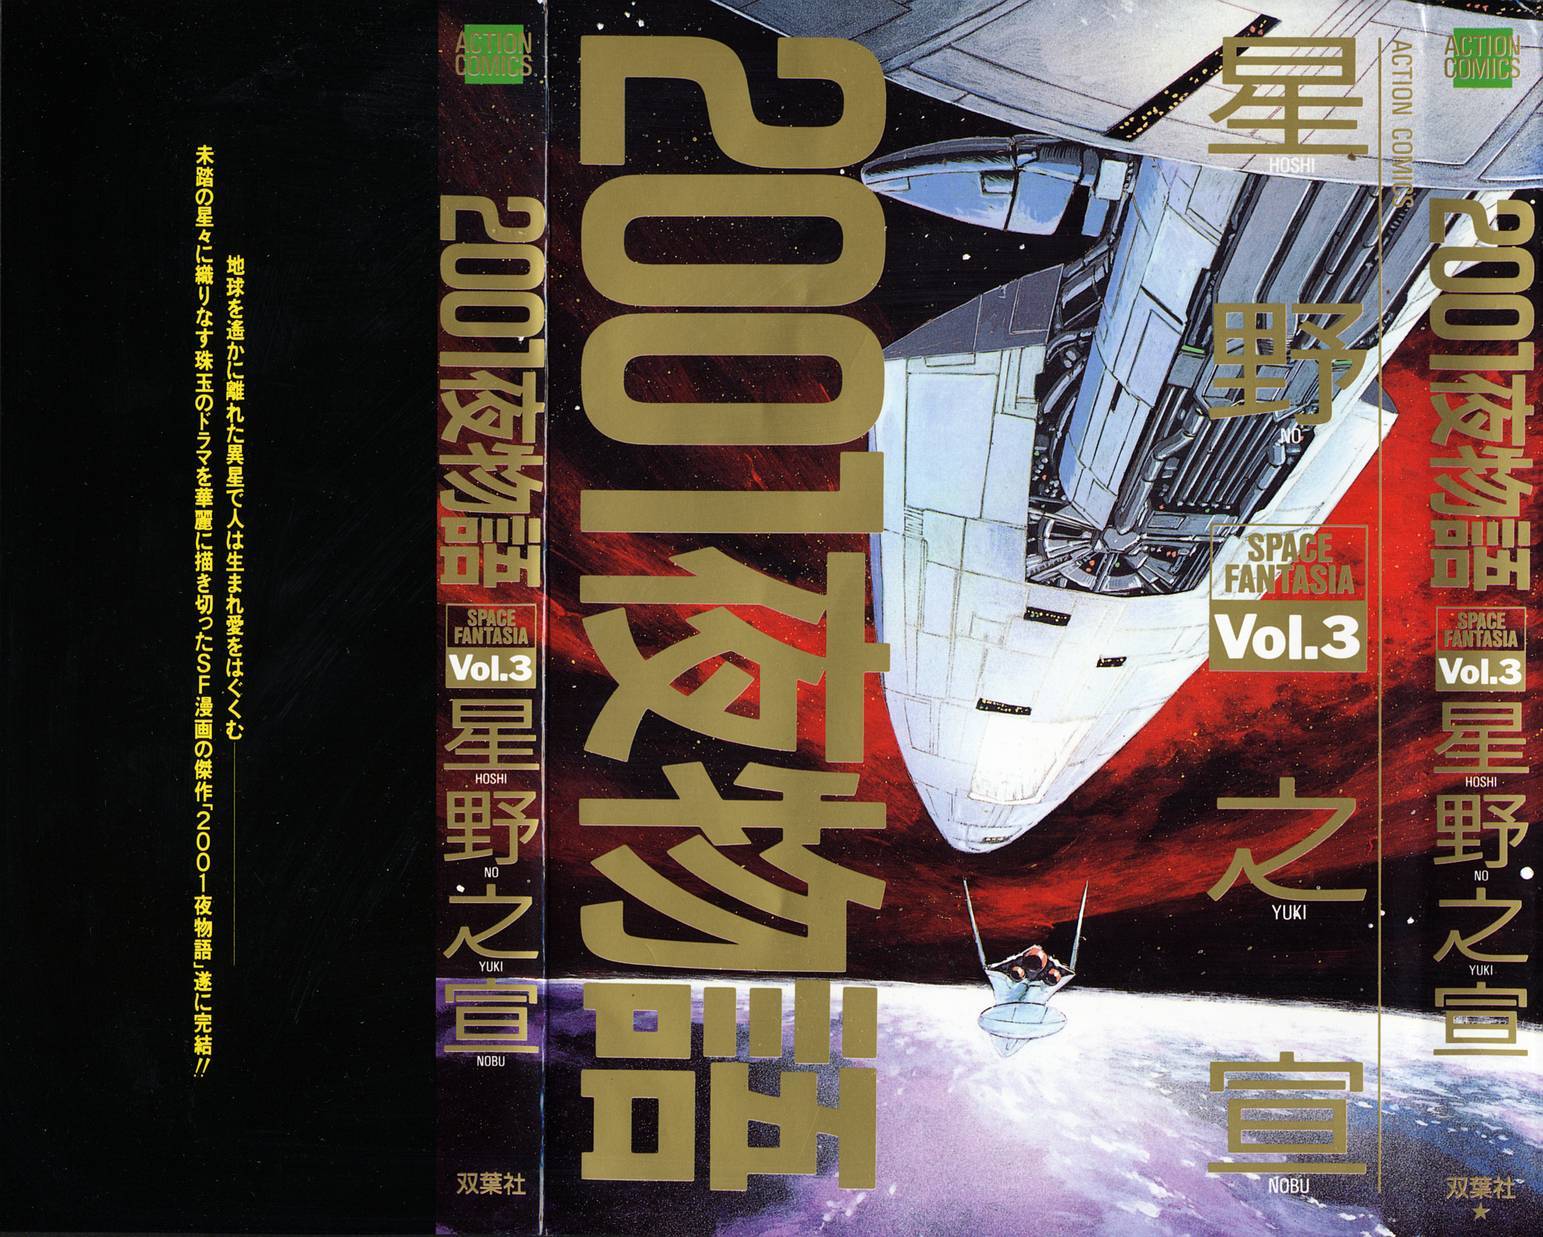 地球を遙かに離れた異星で人は生まれ愛をはぐくむ――
未踏の星々に織りなす珠玉のドラマを華麗に描き切ったSF漫画の傑作「2001夜物語」遂に完結!!
ACTION
COMICS
2001夜物語
SPACE
FANTASIA
Vol.3
星野之宣
HOSHI
NO
YUKI
NOBU
双葉社
2001夜物語
星野之宣
HOSHI
NO
YUKI
NOBU
SPACE
FANTASIA
Vol.3
ACTION COMICS
ACTION
COMICS
2001夜物語
SPACE
FANTASIA
Vol.3
星野之宣
HOSHI
NO
YUKI
NOBU
双葉社
★